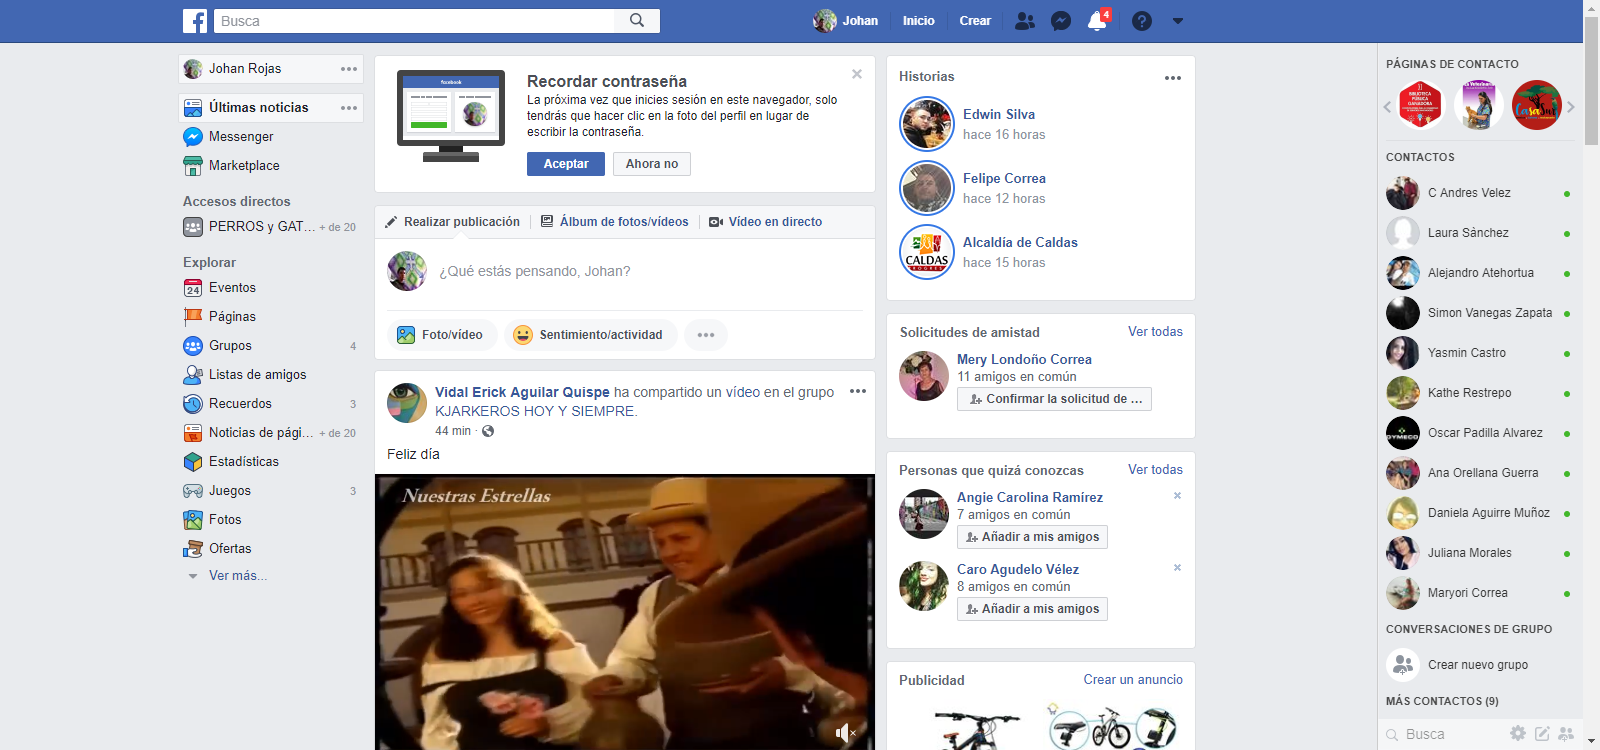 Busca
Johan
Inicio
Crear
4
Johan Rojas
Últimas noticias
Messenger
Marketplace
Accesos directos
PERROS y GAT... + de 20
Explorar
24
Eventos
Páginas
Grupos 4
Listas de amigos
Recuerdos 3
Noticias de pági... + de 20
Estadísticas
Juegos 3
Fotos
Ofertas
Ver más...
facebook
Recordar contraseña
La próxima vez que inicies sesión en este navegador, solo
tendrás que hacer clic en la foto del perfil en lugar de
escribir la contraseña.
Aceptar
Ahora no
Realizar publicación
Álbum de fotos/vídeos
Vídeo en directo
¿Qué estás pensando, Johan?
Foto/vídeo
Sentimiento/actividad
Vidal Erick Aguilar Quispe ha compartido un vídeo en el grupo
KJARKEROS HOY Y SIEMPRE.
44 min ·
Feliz día
Nuestras Estrellas
Historias
Edwin Silva
hace 16 horas
Felipe Correa
hace 12 horas
CALDAS
PROGRESA
Alcaldía de Caldas
hace 15 horas
Solicitudes de amistad
Ver todas
Mery Londoño Correa
11 amigos en común
Confirmar la solicitud de ...
Personas que quizá conozcas
Ver todas
Angie Carolina Ramírez
7 amigos en común
Añadir a mis amigos
Caro Agudelo Vélez
8 amigos en común
Añadir a mis amigos
Publicidad
Crear un anuncio
PÁGINAS DE CONTACTO
BIBLIOTECA
PÚBLICA
GANADORA
CasaSur
CONTACTOS
C Andres Velez
Laura Sánchez
Alejandro Atehortua
Simon Vanegas Zapata
Yasmin Castro
Kathe Restrepo
GYMECO
Oscar Padilla Alvarez
Ana Orellana Guerra
Daniela Aguirre Muñoz
Juliana Morales
Maryori Correa
CONVERSACIONES DE GRUPO
Crear nuevo grupo
MÁS CONTACTOS (9)
Busca